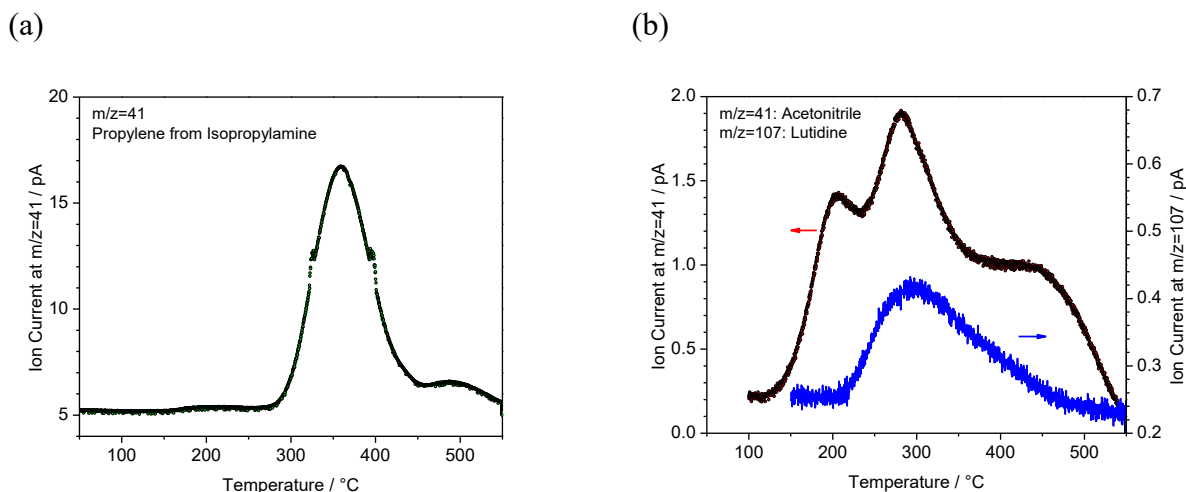 (a)
(b)
m/z=41
Propylene from Isopropylamine
Ion Current at m/z=41 / pA
20
15
10
5
100 200 300 400 500
Temperature / °C
m/z=41: Acetonitrile
m/z=107: Lutidine
Ion Current at m/z=41 / pA
2.0
1.5
1.0
0.5
0.0
100 200 300 400 500
Temperature / °C
0.7
0.6
0.5
0.4
0.3
0.2
Ion Current at m/z=107 / pA